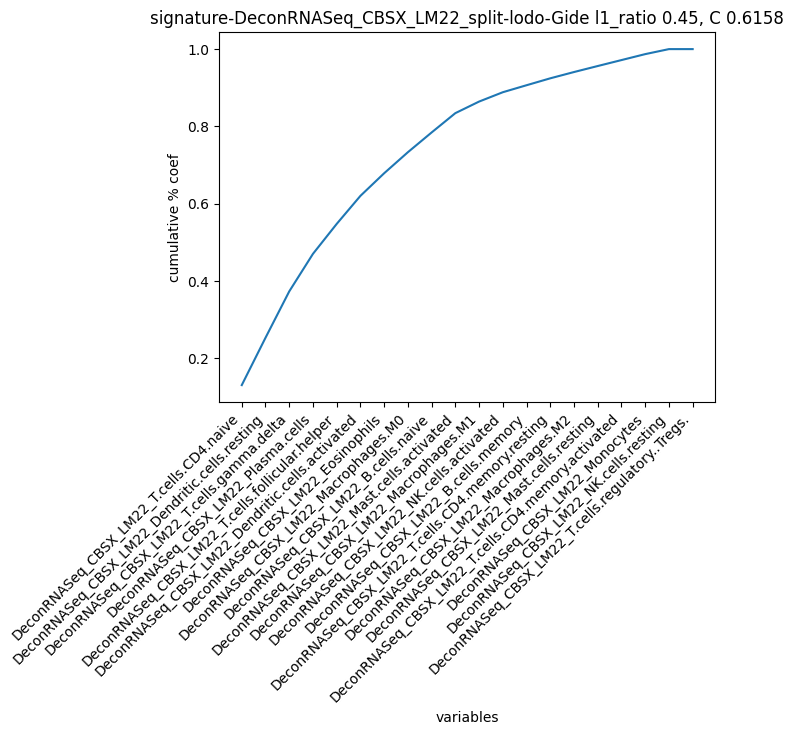 signature-DeconRNASeq_CBSX_LM22_split-lodo-Gide l1_ratio 0.45, C 0.6158
1.0
0.8
0.6
0.4
0.2
cumulative % coef
DeconRNASeq_CBSX_LM22_T.cells.CD4.naive
DeconRNASeq_CBSX_LM22_Dendritic.cells.resting
DeconRNASeq_CBSX_LM22_T.cells.gamma.delta
DeconRNASeq_CBSX_LM22_Plasma.cells
DeconRNASeq_CBSX_LM22_T.cells.follicular.helper
DeconRNASeq_CBSX_LM22_Dendritic.cells.activated
DeconRNASeq_CBSX_LM22_Eosinophils
DeconRNASeq_CBSX_LM22_Macrophages.M0
DeconRNASeq_CBSX_LM22_B.cells.naive
DeconRNASeq_CBSX_LM22_Mast.cells.activated
DeconRNASeq_CBSX_LM22_Macrophages.M1
DeconRNASeq_CBSX_LM22_NK.cells.activated
DeconRNASeq_CBSX_LM22_B.cells.memory
DeconRNASeq_CBSX_LM22_T.cells.CD4.memory.resting
DeconRNASeq_CBSX_LM22_Macrophages.M2
DeconRNASeq_CBSX_LM22_Mast.cells.resting
DeconRNASeq_CBSX_LM22_T.cells.CD4.memory.activated
DeconRNASeq_CBSX_LM22_Monocytes
DeconRNASeq_CBSX_LM22_NK.cells.resting
DeconRNASeq_CBSX_LM22_T.cells.regulatory..Tregs.
variables